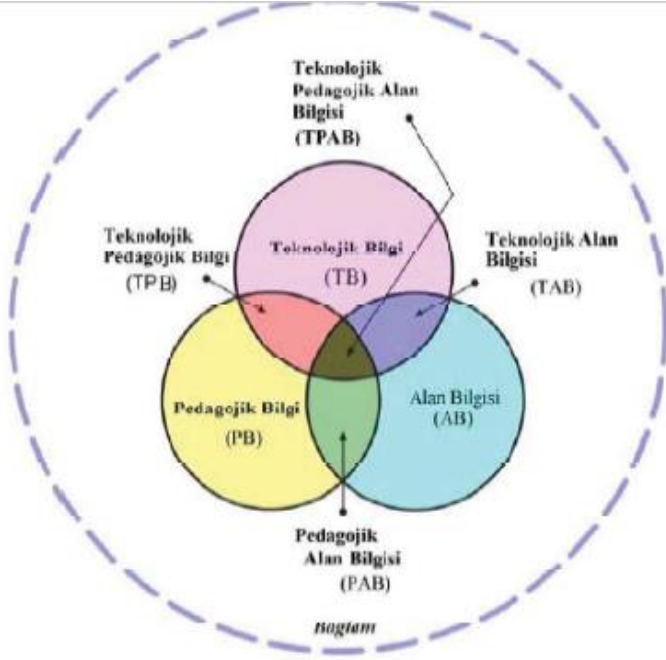 Teknolojik
Pedagojik Alan
Bilgisi
(TPAB)
Teknolojik
Pedagojik Bilgi
(TPB)
Teknolojik Bilgi
(TB)
Teknolojik Alan
Bilgisi
(TAB)
Pedagojik Bilgi
(PB)
Alan Bilgisi
(AB)
Pedagojik
Alan Bilgisi
(PAB)
Bağlam